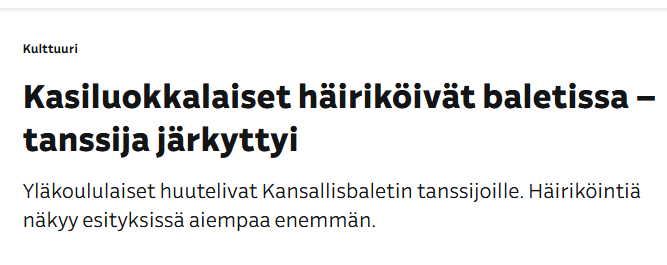 Kulttuuri
Kasiluokkalaiset häiriköivät baletissa –
tanssija järkyttyi
Yläkoululaiset huutelivat Kansallisbaletin tanssijoille. Häiriköintiä
näkyy esityksissä aiempaa enemmän.